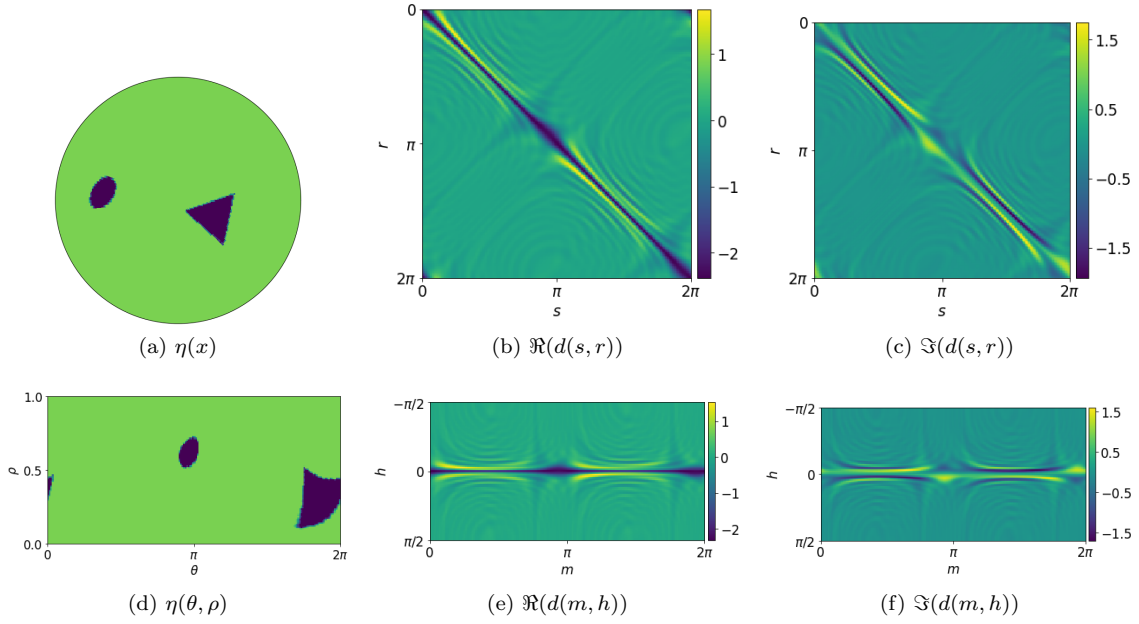 0
π
2π
r
0
π
2π
s
1
0
−1
−2
0
π
2π
r
0
π
2π
s
1.5
0.5
−0.5
−1.5
(a) η(x)
(b) ℜ(d(s, r))
(c) ℑ(d(s, r))
1.0
0.5
0.0
ρ
0
π
2π
θ
−π/2
0
π/2
h
0
π
2π
m
1
0
−1
−2
−π/2
0
π/2
h
0
π
2π
m
1.5
0.5
−0.5
−1.5
(d) η(θ, ρ)
(e) ℜ(d(m, h))
(f) ℑ(d(m, h))